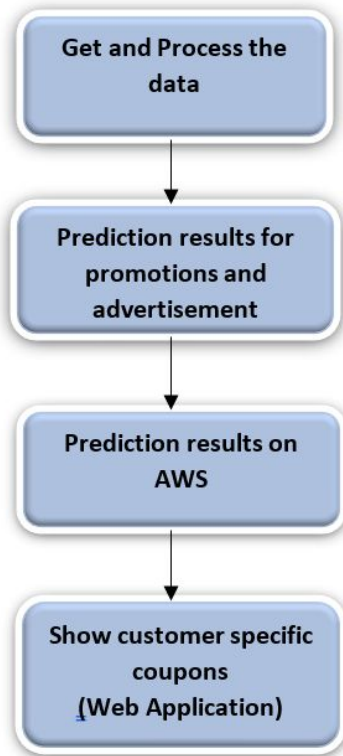 Get and Process the
data
Prediction results for
promotions and
advertisement
Prediction results on
AWS
Show customer specific
coupons
(Web Application)